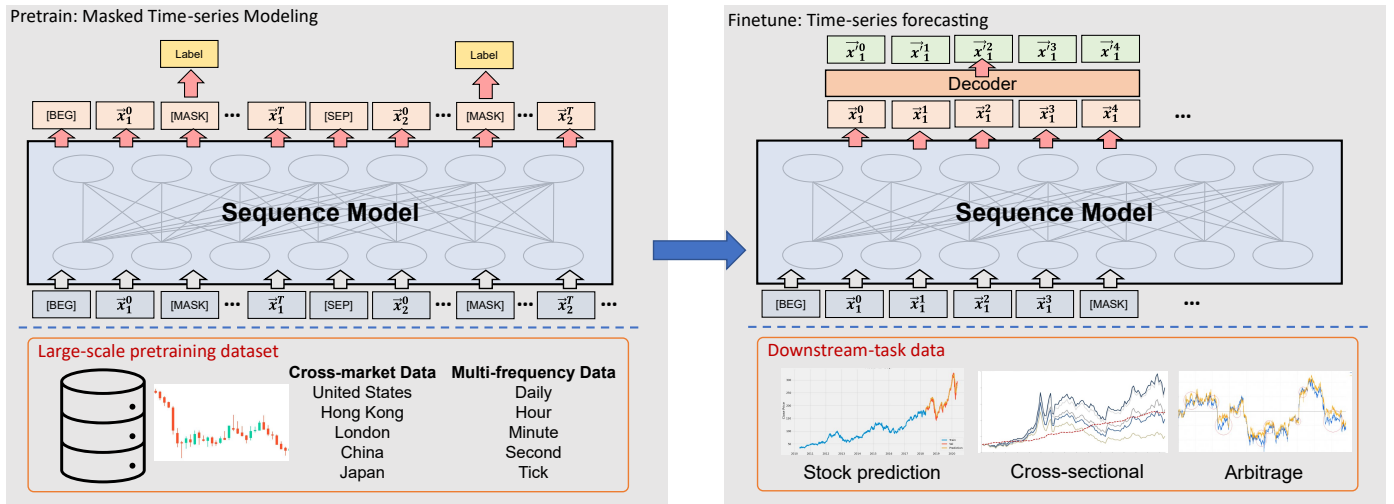 Pretrain: Masked Time-series Modeling
Label
Label
[BEG] x⃗₁⁰ [MASK] ••• x⃗₁ᵀ [SEP] x⃗₂⁰ ••• [MASK] ••• x⃗₂ᵀ
Sequence Model
[BEG] x⃗₁⁰ [MASK] ••• x⃗₁ᵀ [SEP] x⃗₂⁰ ••• [MASK] ••• x⃗₂ᵀ •••
Large-scale pretraining dataset
Cross-market Data Multi-frequency Data
United States Daily
Hong Kong Hour
London Minute
China Second
Japan Tick
Finetune: Time-series forecasting
x⃗′₁⁰ x⃗′₁¹ x⃗′₁² x⃗′₁³ x⃗′₁⁴
Decoder
x⃗₁⁰ x⃗₁¹ x⃗₁² x⃗₁³ x⃗₁⁴ •••
Sequence Model
[BEG] x⃗₁⁰ x⃗₁¹ x⃗₁² x⃗₁³ [MASK] •••
Downstream-task data
Stock prediction Cross-sectional Arbitrage